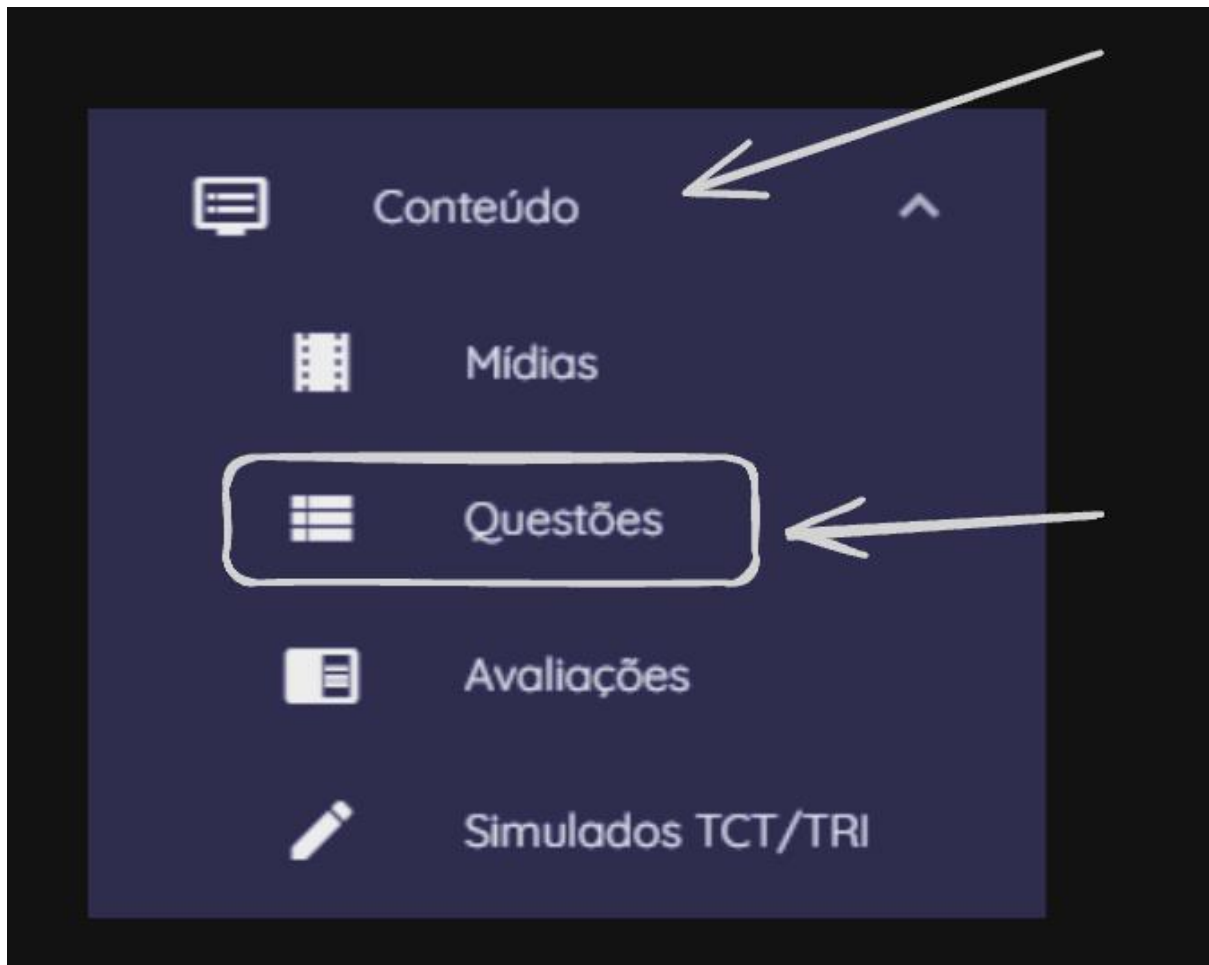 Conteúdo
Mídias
Questões
Avaliações
Simulados TCT/TRI